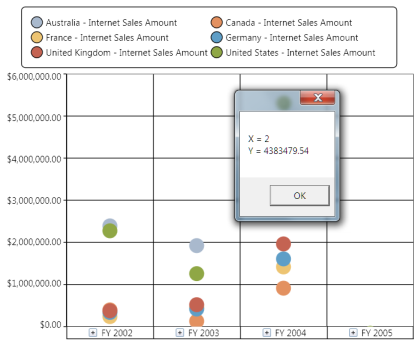 Australia - Internet Sales Amount
Canada - Internet Sales Amount
France - Internet Sales Amount
Germany - Internet Sales Amount
United Kingdom - Internet Sales Amount
United States - Internet Sales Amount
$6,000,000.00
$5,000,000.00
$4,000,000.00
$3,000,000.00
$2,000,000.00
$1,000,000.00
$0.00
X
X = 2
Y = 4383479.54
OK
FY 2002
FY 2003
FY 2004
FY 2005